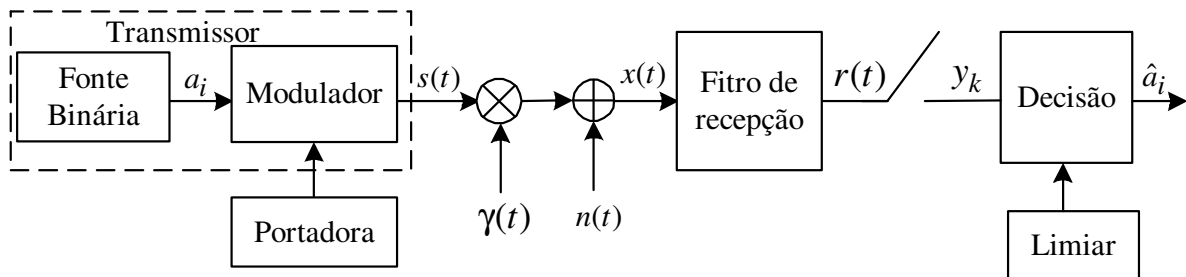 Transmissor
Fonte
Binária
a_i
Modulador
s(t)
x(t)
Fitro de
recepção
r(t)
y_k
Decisão
â_i
Portadora
γ(t)
n(t)
Limiar